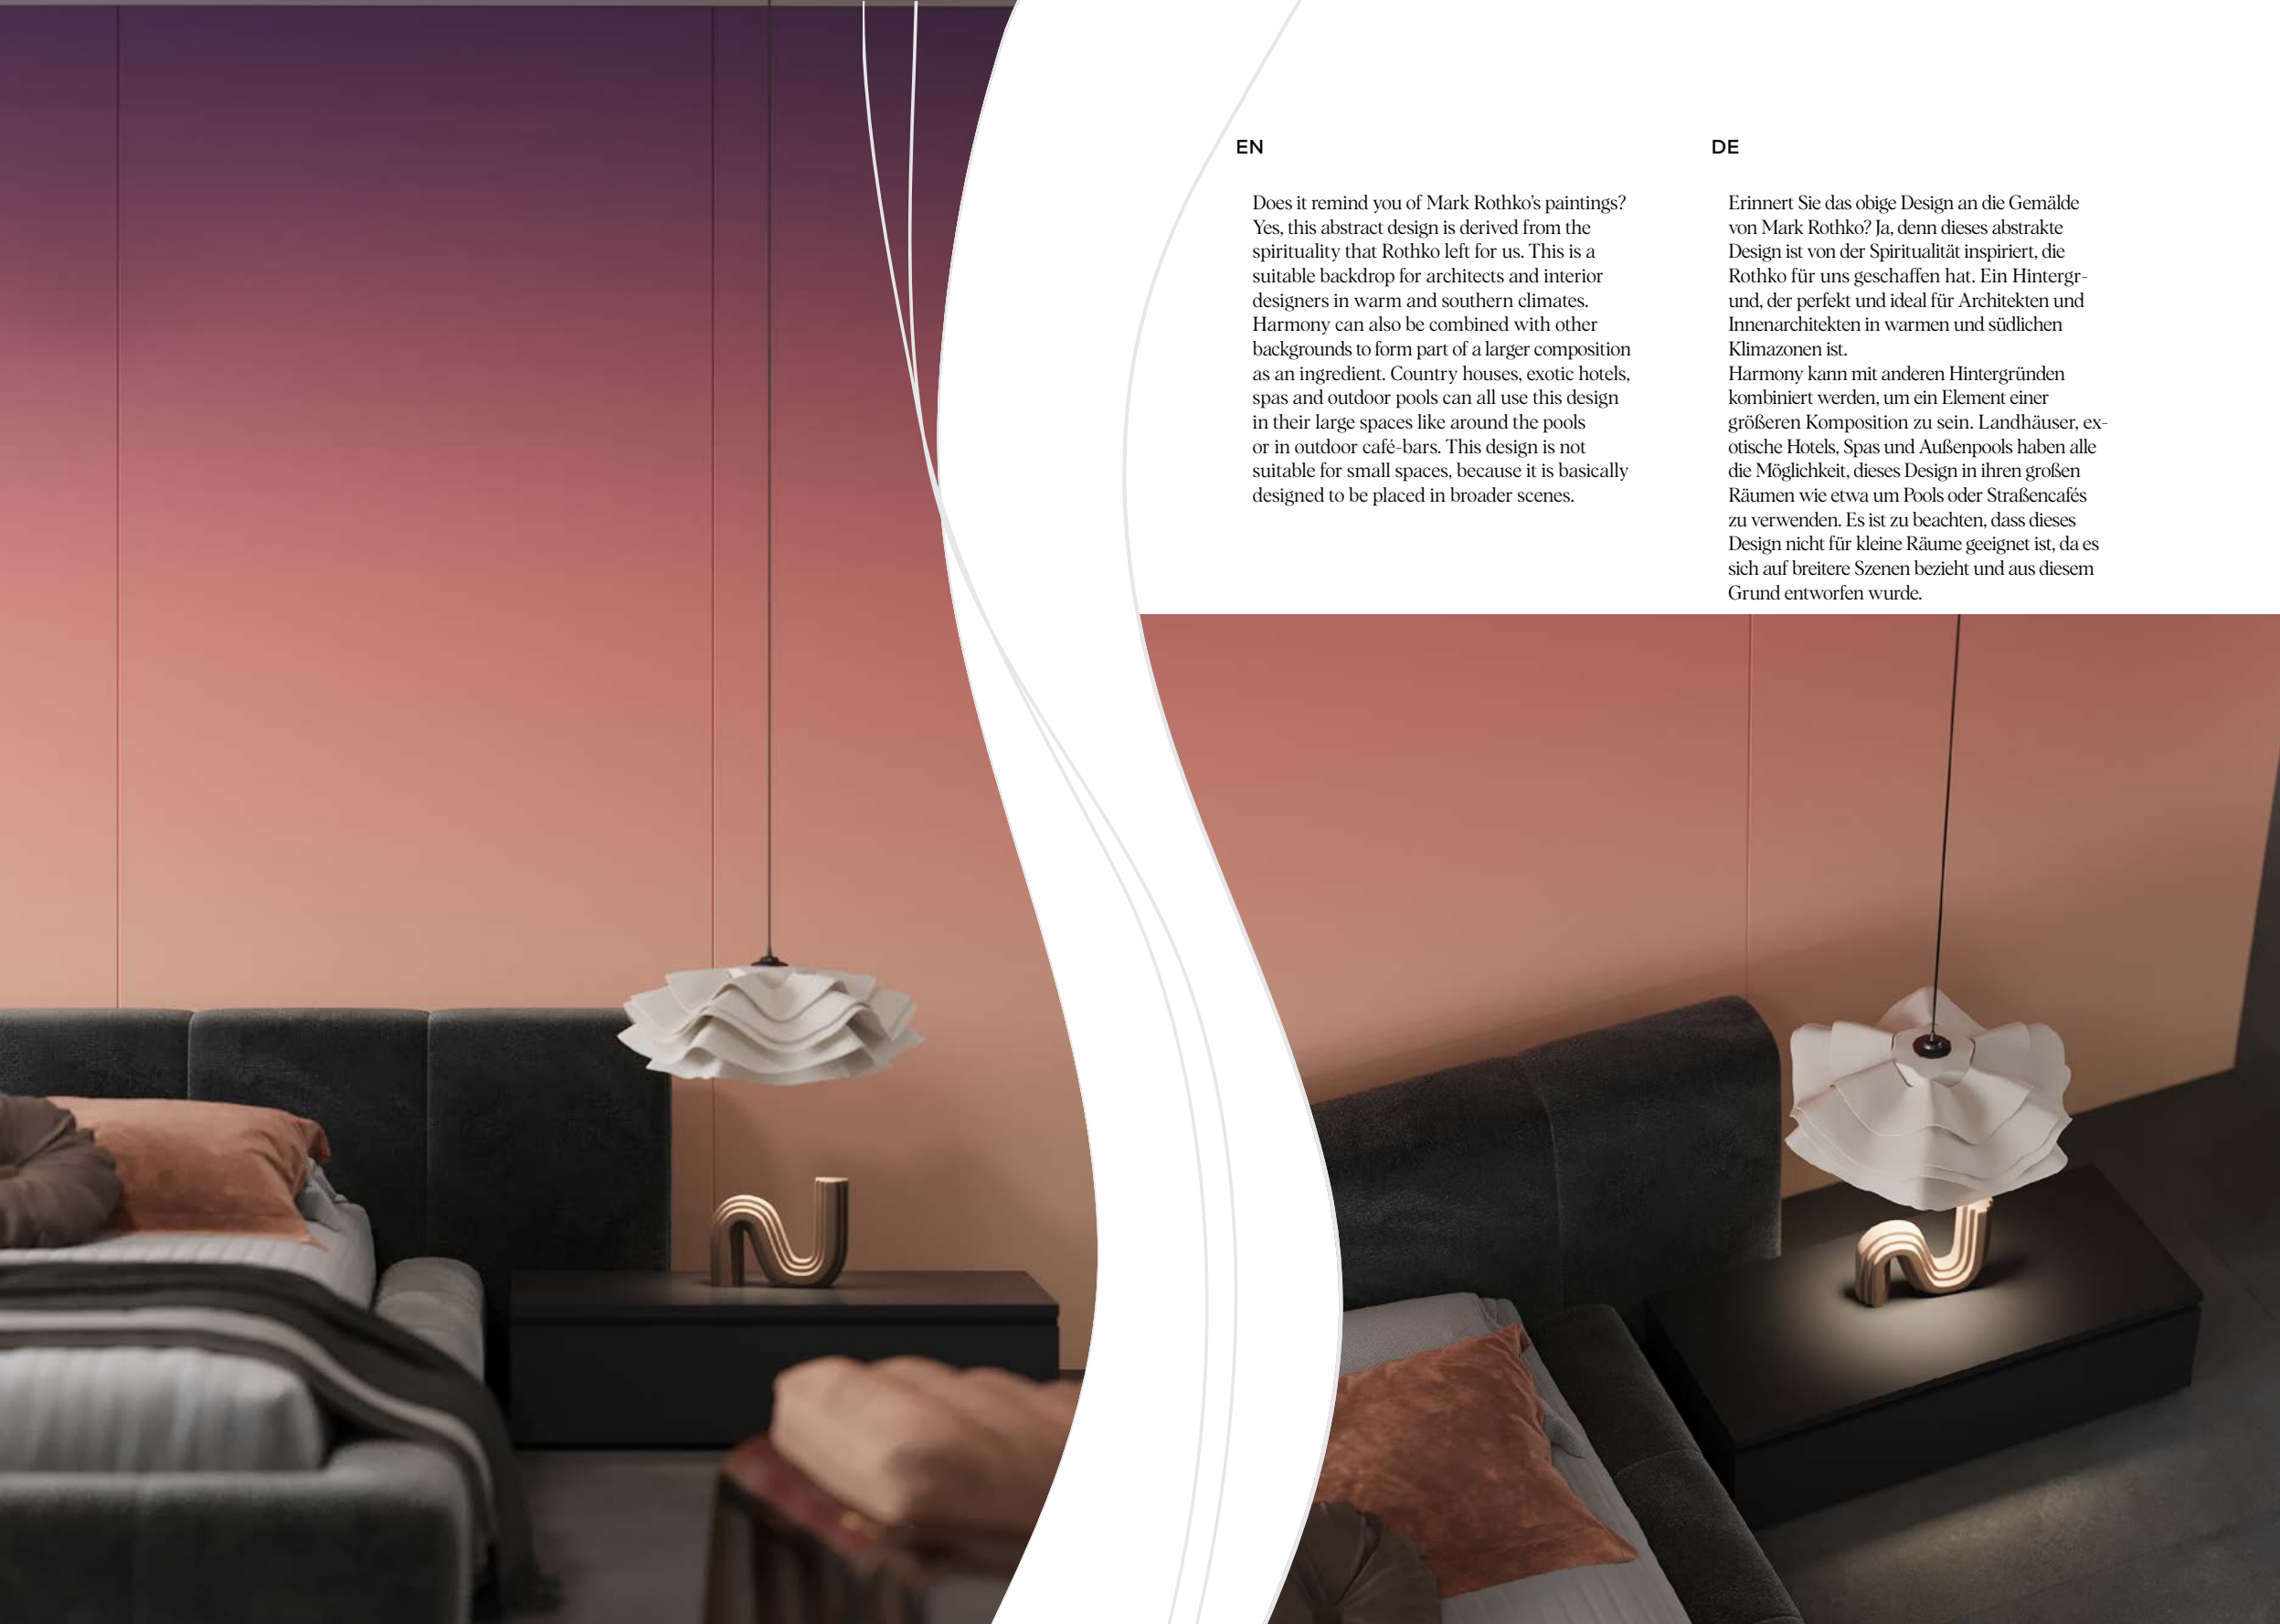 EN
Does it remind you of Mark Rothko's paintings?
Yes, this abstract design is derived from the
spirituality that Rothko left for us. This is a
suitable backdrop for architects and interior
designers in warm and southern climates.
Harmony can also be combined with other
backgrounds to form part of a larger composition
as an ingredient. Country houses, exotic hotels,
spas and outdoor pools can all use this design
in their large spaces like around the pools
or in outdoor café-bars. This design is not
suitable for small spaces, because it is basically
designed to be placed in broader scenes.
DE
Erinnert Sie das obige Design an die Gemälde
von Mark Rothko? Ja, denn dieses abstrakte
Design ist von der Spiritualität inspiriert, die
Rothko für uns geschaffen hat. Ein Hintergr-
und, der perfekt und ideal für Architekten und
Innenarchitekten in warmen und südlichen
Klimazonen ist.
Harmony kann mit anderen Hintergründen
kombiniert werden, um ein Element einer
größeren Komposition zu sein. Landhäuser, ex-
otische Hotels, Spas und Außenpools haben alle
die Möglichkeit, dieses Design in ihren großen
Räumen wie etwa um Pools oder Straßencafés
zu verwenden. Es ist zu beachten, dass dieses
Design nicht für kleine Räume geeignet ist, da es
sich auf breitere Szenen bezieht und aus diesem
Grund entworfen wurde.